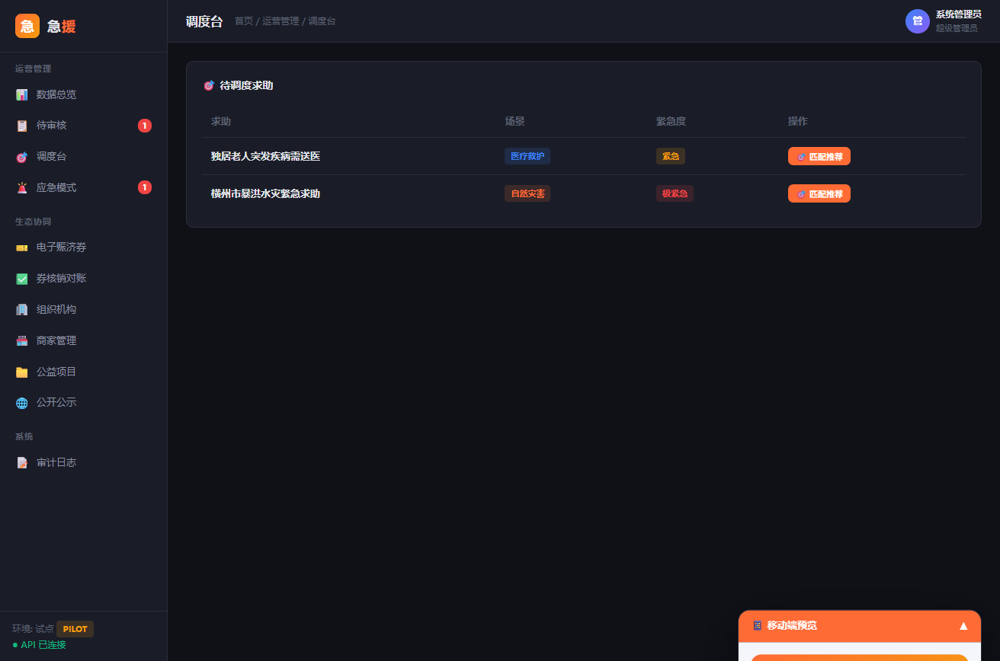 急 急援
运营管理
数据总览
待审核 1
调度台
应急模式 1
生态协同
电子赈济券
券核销对账
组织机构
商家管理
公益项目
公开公示
系统
审计日志
环境: 试点 PILOT
API 已连接
调度台 首页 / 运营管理 / 调度台
管 系统管理员
超级管理员
待调度求助
求助 场景 紧急度 操作
独居老人突发疾病需送医 医疗救护 紧急 匹配推荐
横州市暴洪水灾紧急求助 自然灾害 极紧急 匹配推荐
移动端预览 ▲